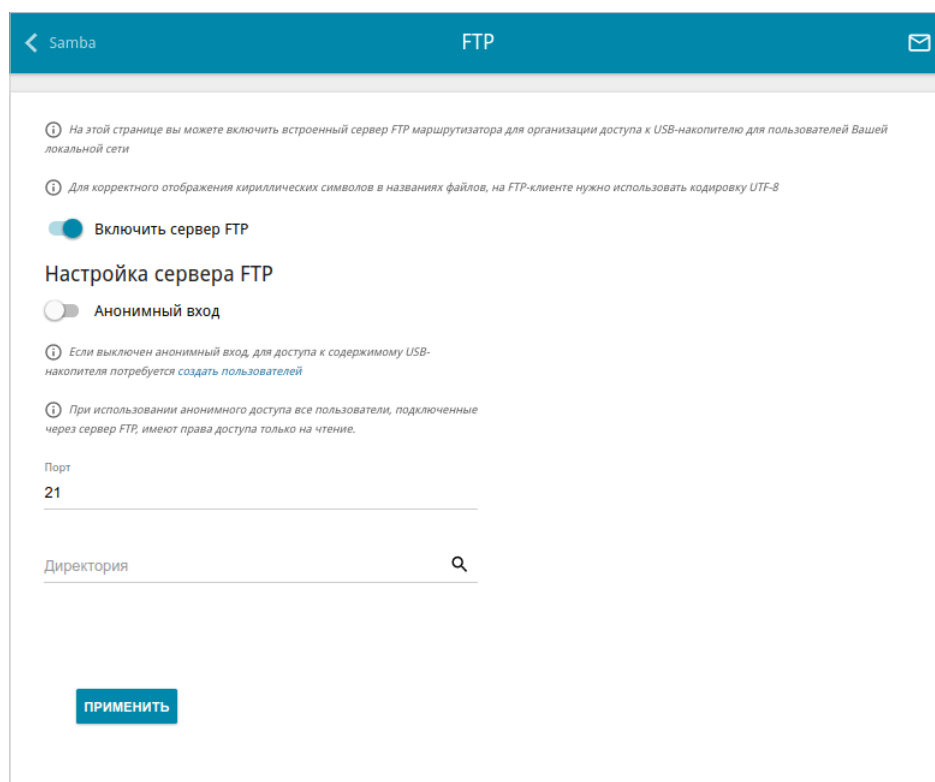 Samba
FTP
На этой странице вы можете включить встроенный сервер FTP маршрутизатора для организации доступа к USB-накопителю для пользователей Вашей
локальной сети
Для корректного отображения кириллических символов в названиях файлов, на FTP-клиенте нужно использовать кодировку UTF-8
Включить сервер FTP
Настройка сервера FTP
Анонимный вход
Если выключен анонимный вход, для доступа к содержимому USB-
накопителя потребуется создать пользователей
При использовании анонимного доступа все пользователи, подключенные
через сервер FTP, имеют права доступа только на чтение.
Порт
21
Директория
ПРИМЕНИТЬ